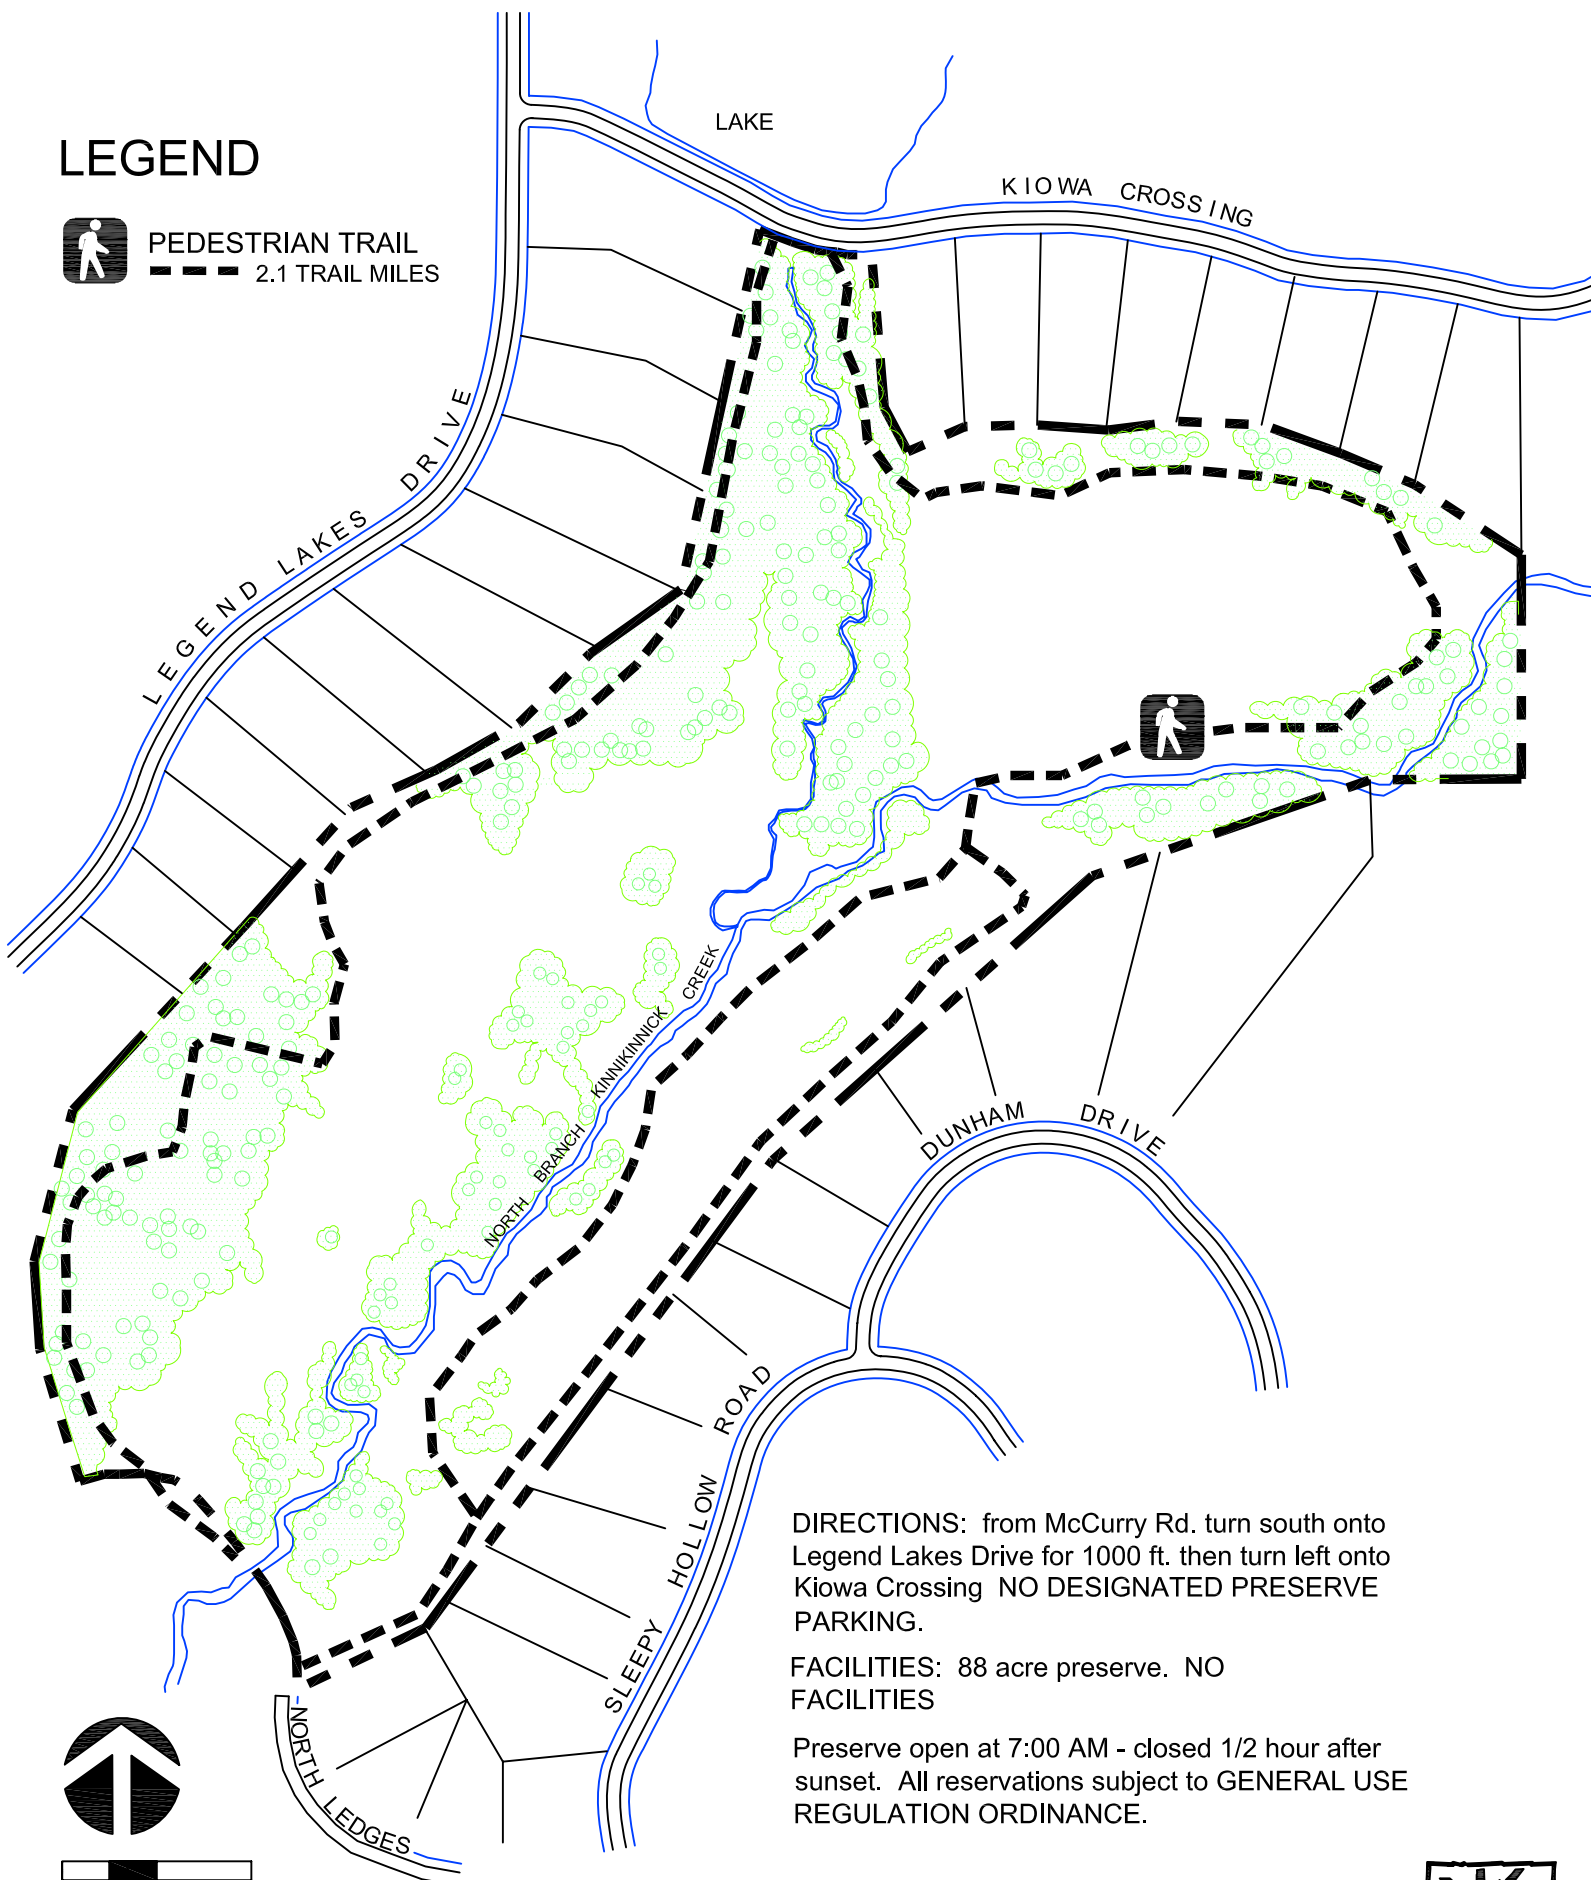 LAKE
LEGEND
KIOWA CROSSING
PEDESTRIAN TRAIL
2.1 TRAIL MILES
LEGEND LAKES DRIVE
NORTH BRANCH KINNIKINNICK CREEK
DUNHAM DRIVE
SLEEPY HOLLOW ROAD
DIRECTIONS: from McCurry Rd. turn south onto
Legend Lakes Drive for 1000 ft. then turn left onto
Kiowa Crossing NO DESIGNATED PRESERVE
PARKING.
FACILITIES: 88 acre preserve. NO
FACILITIES
NORTH LEDGES
Preserve open at 7:00 AM - closed 1/2 hour after
sunset. All reservations subject to GENERAL USE
REGULATION ORDINANCE.